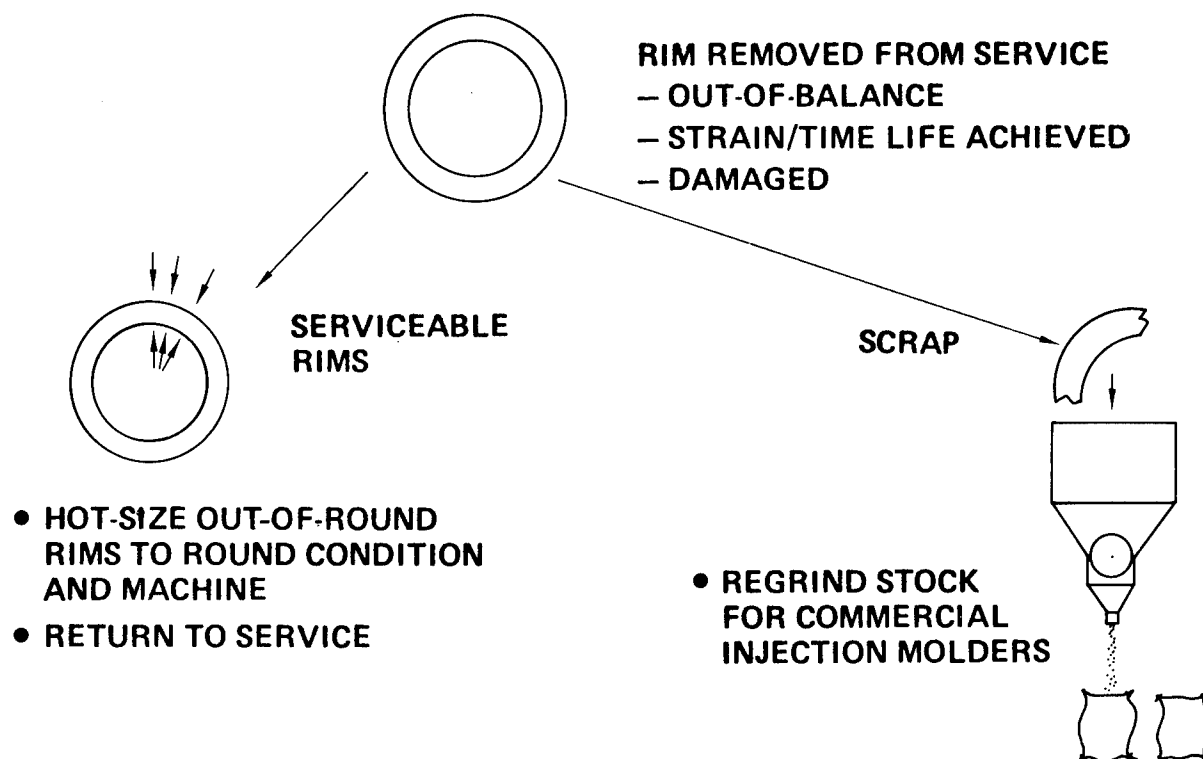 RIM REMOVED FROM SERVICE
— OUT-OF-BALANCE
— STRAIN/TIME LIFE ACHIEVED
— DAMAGED
SERVICEABLE
RIMS
SCRAP
• HOT-SIZE OUT-OF-ROUND
RIMS TO ROUND CONDITION
AND MACHINE
• RETURN TO SERVICE
• REGRIND STOCK
FOR COMMERCIAL
INJECTION MOLDERS